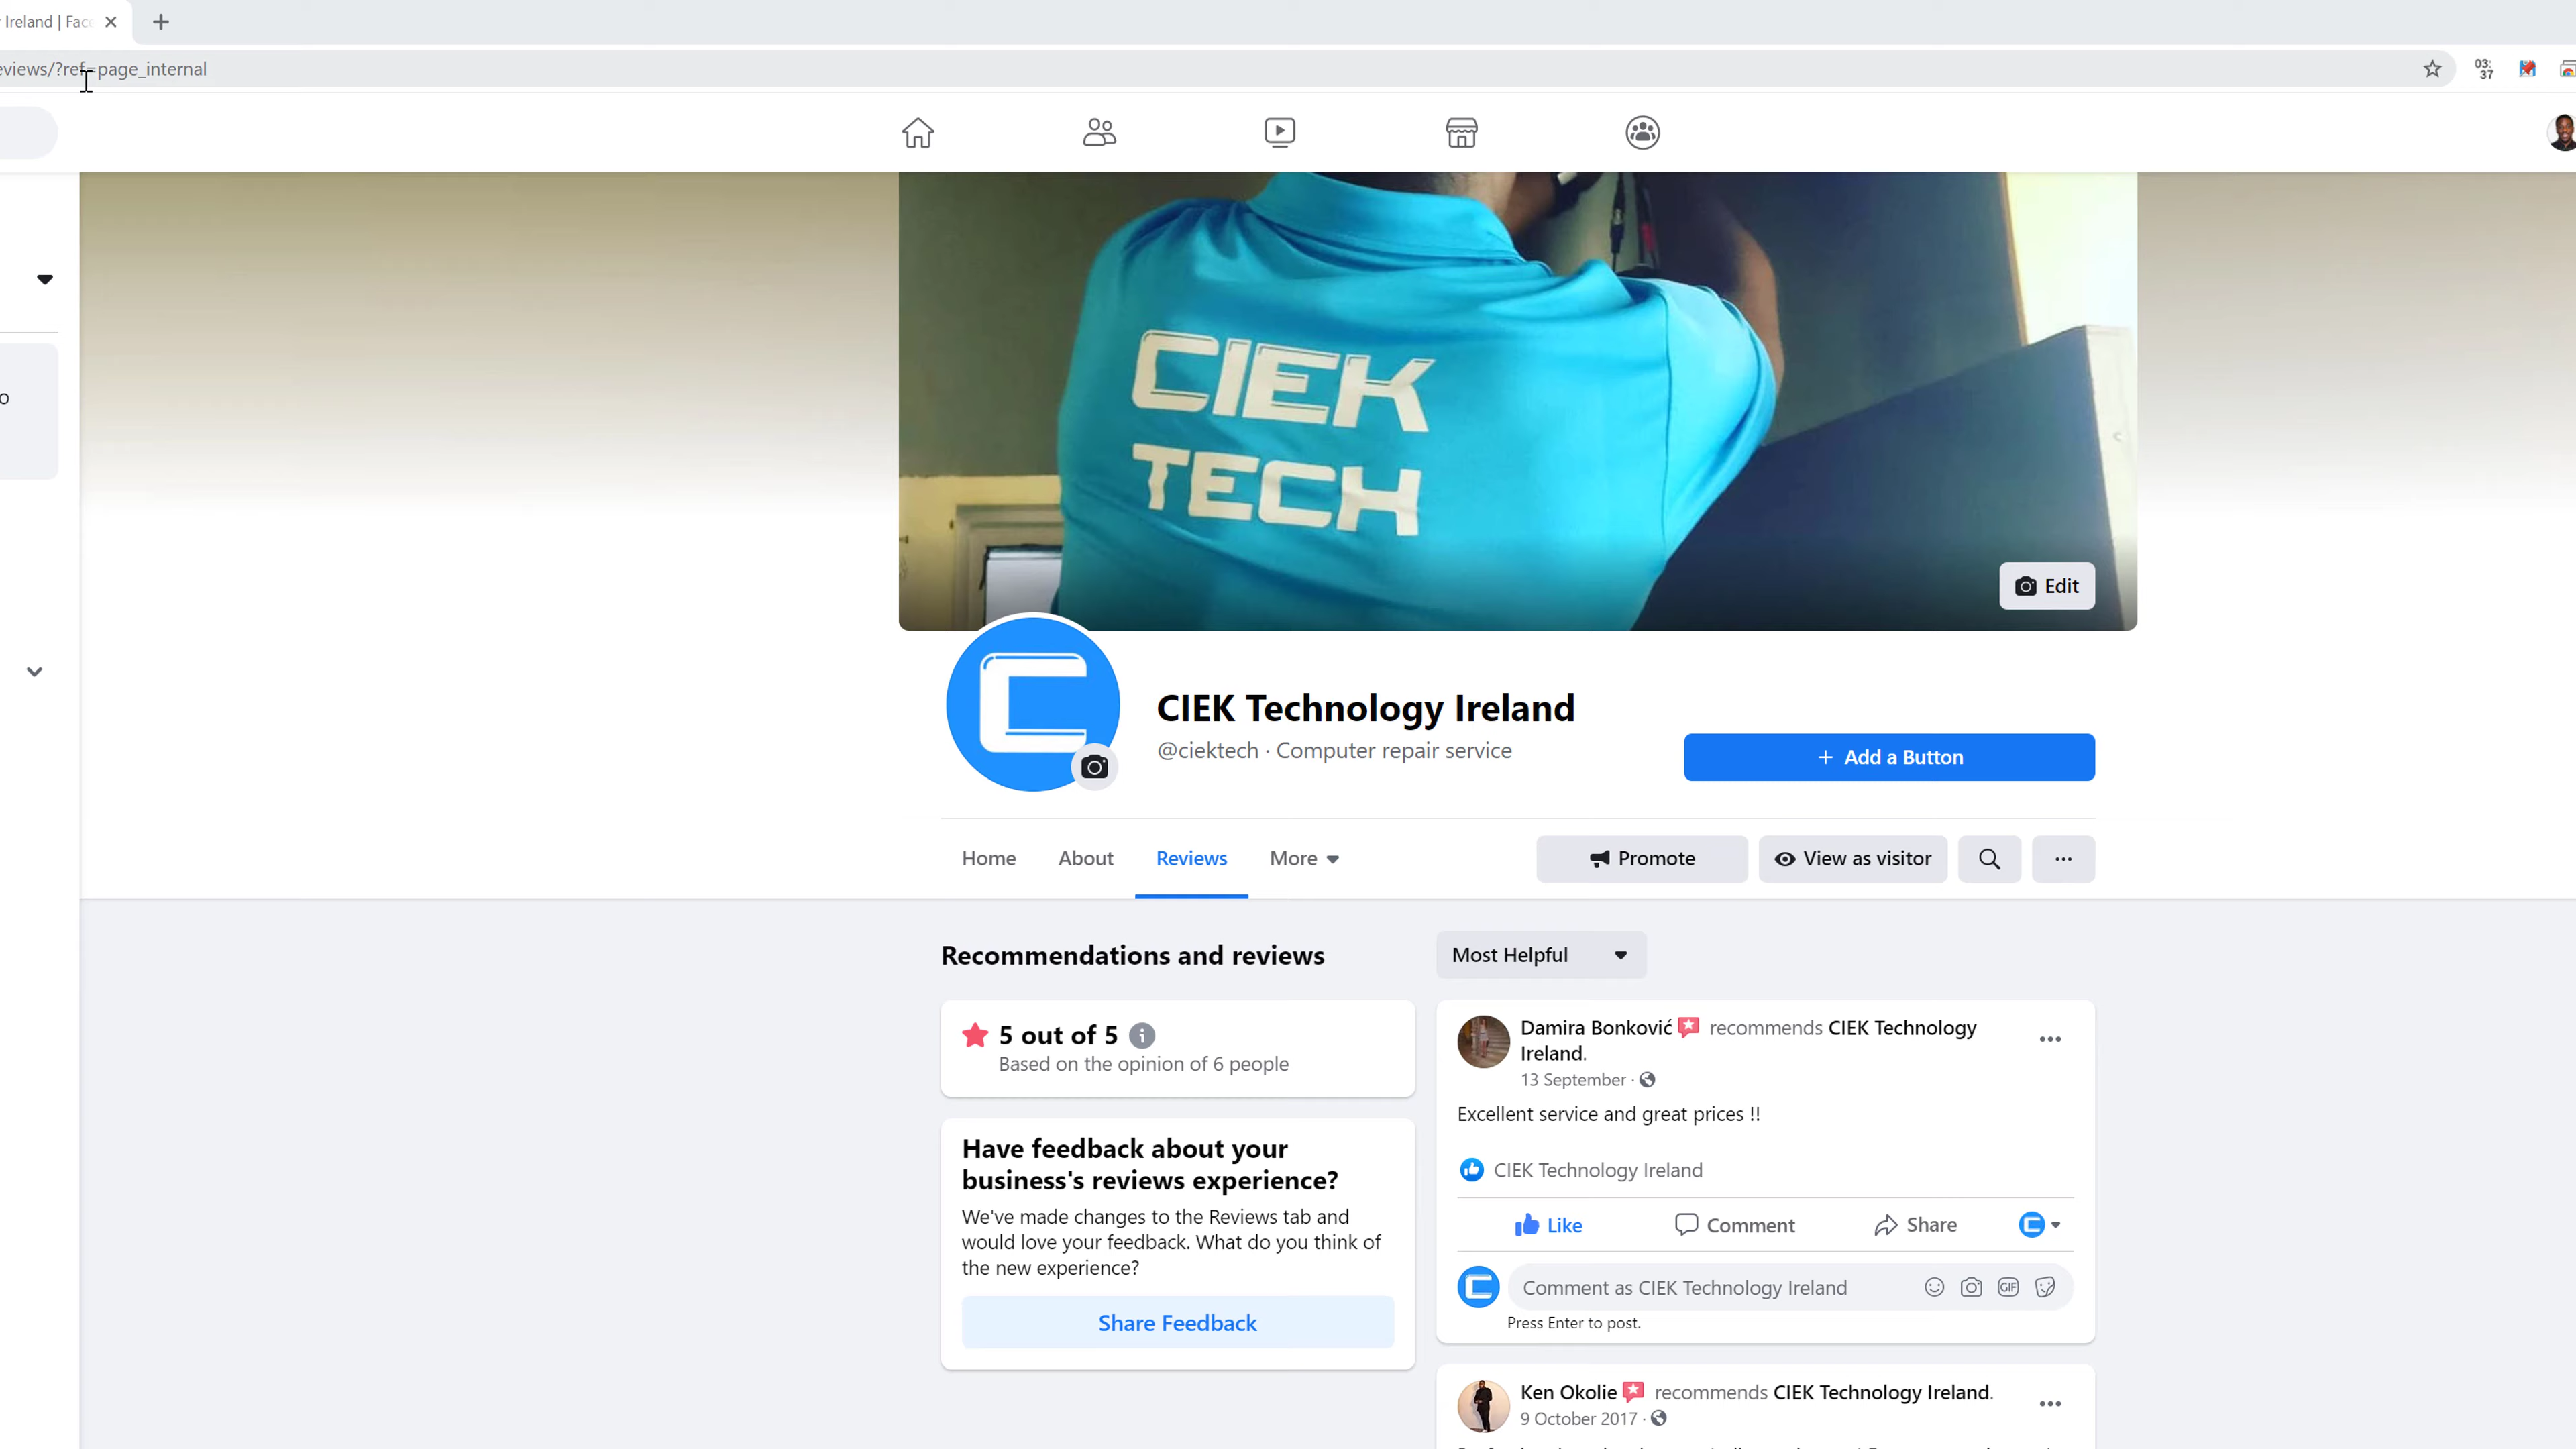 Ireland | Face
eviews/?ref=page_internal
03:
37
o
CIEK
TECH
Edit
CIEK Technology Ireland
@ciektech · Computer repair service
+ Add a Button
Home About Reviews More
Promote View as visitor
Recommendations and reviews
Most Helpful
5 out of 5
Based on the opinion of 6 people
Have feedback about your
business's reviews experience?
We've made changes to the Reviews tab and
would love your feedback. What do you think of
the new experience?
Share Feedback
Damira Bonković recommends CIEK Technology
Ireland.
13 September ·
Excellent service and great prices !!
CIEK Technology Ireland
Like Comment Share
Comment as CIEK Technology Ireland
GIF
Press Enter to post.
Ken Okolie recommends CIEK Technology Ireland.
9 October 2017 ·